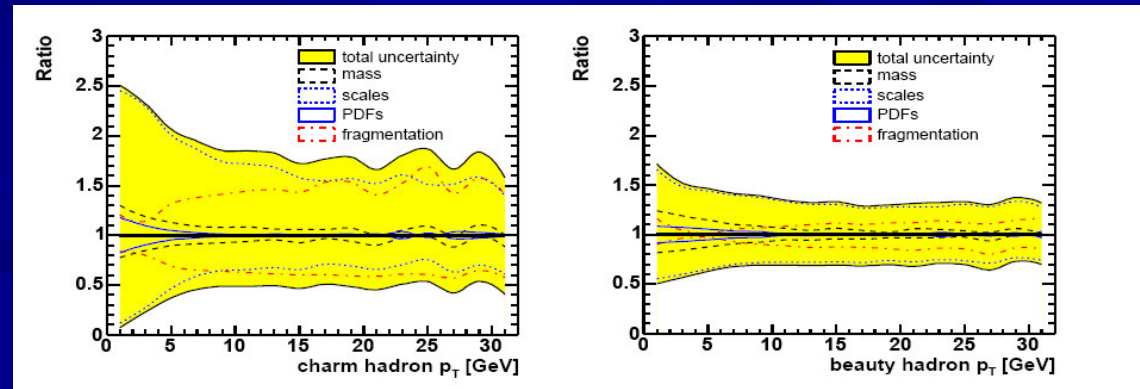 Ratio
3
2.5
2
1.5
1
0.5
0
total uncertainty
mass
scales
PDFs
fragmentation
0 5 10 15 20 25 30
charm hadron pT [GeV]
Ratio
3
2.5
2
1.5
1
0.5
0
total uncertainty
mass
scales
PDFs
fragmentation
0 5 10 15 20 25 30
beauty hadron pT [GeV]